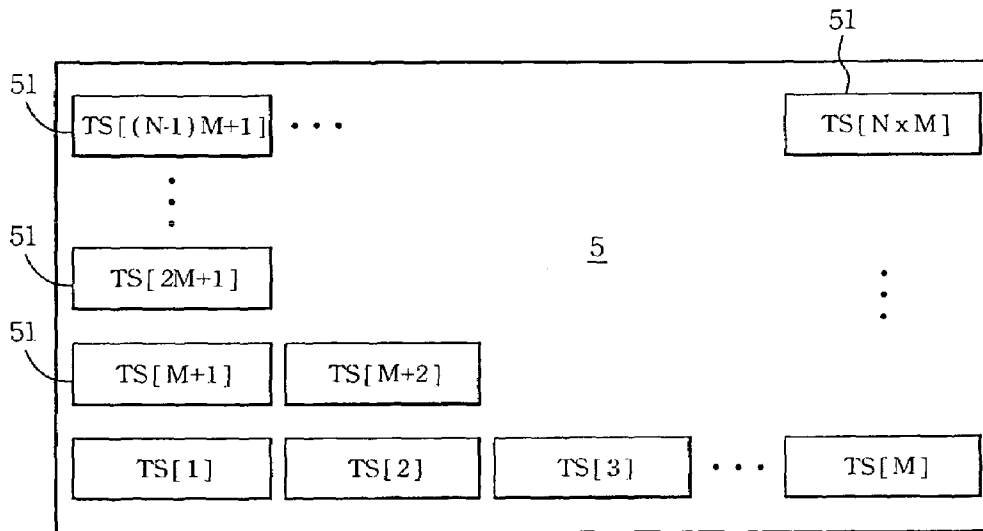 51
51
TS[(N-1)M+1] • • • TS[N x M]
51
5
TS[2M+1]
51
TS[M+1] TS[M+2]
TS[1] TS[2] TS[3] • • • TS[M]